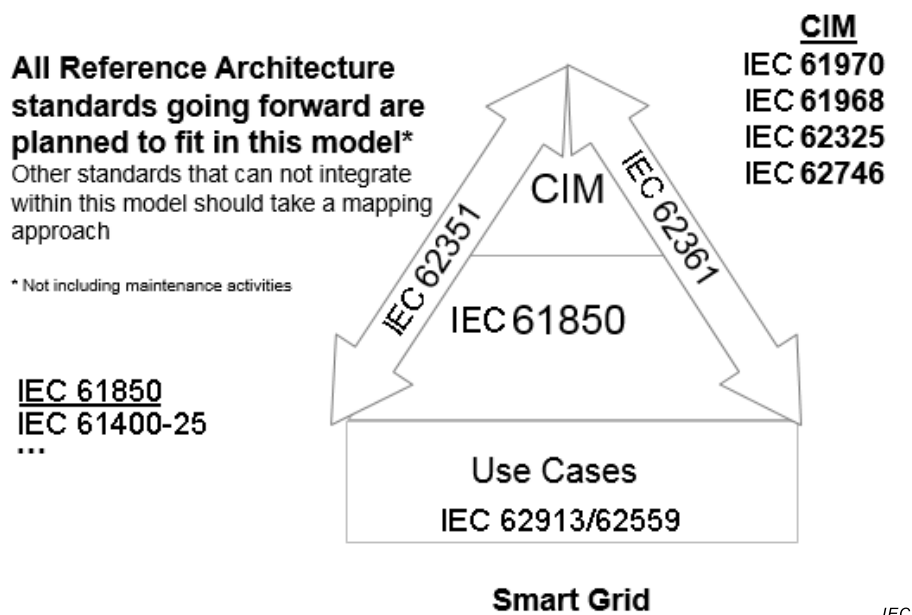 All Reference Architecture
standards going forward are
planned to fit in this model*
Other standards that can not integrate
within this model should take a mapping
approach
* Not including maintenance activities
IEC 61850
IEC 61400-25
...
CIM
IEC 61970
IEC 61968
IEC 62325
IEC 62746
IEC 62351
CIM
IEC 62361
IEC 61850
Use Cases
IEC 62913/62559
Smart Grid
IEC